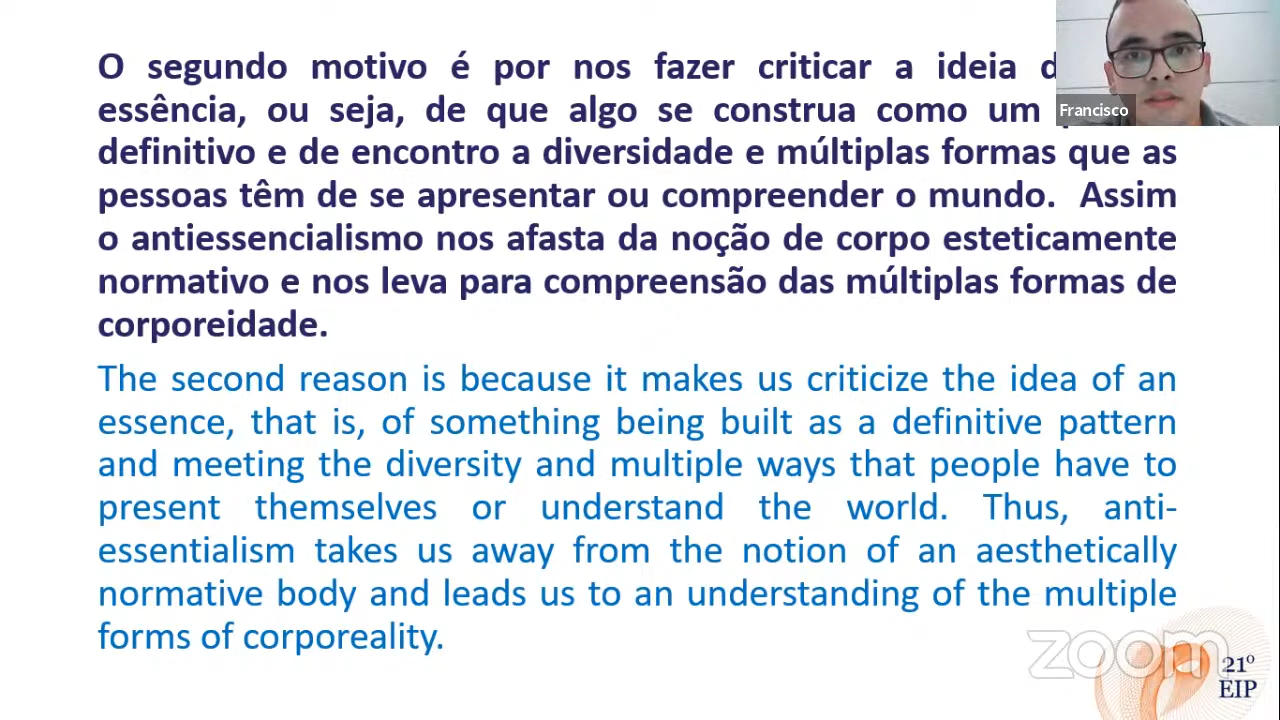 O segundo motivo é por nos fazer criticar a ideia
essência, ou seja, de que algo se construa como um
definitivo e de encontro a diversidade e múltiplas formas que as
pessoas têm de se apresentar ou compreender o mundo. Assim
o antiessencialismo nos afasta da noção de corpo esteticamente
normativo e nos leva para compreensão das múltiplas formas de
corporeidade.
The second reason is because it makes us criticize the idea of an
essence, that is, of something being built as a definitive pattern
and meeting the diversity and multiple ways that people have to
present themselves or understand the world. Thus, anti-
essentialism takes us away from the notion of an aesthetically
normative body and leads us to an understanding of the multiple
forms of corporeality.
Francisco
zoom
21º
EIP